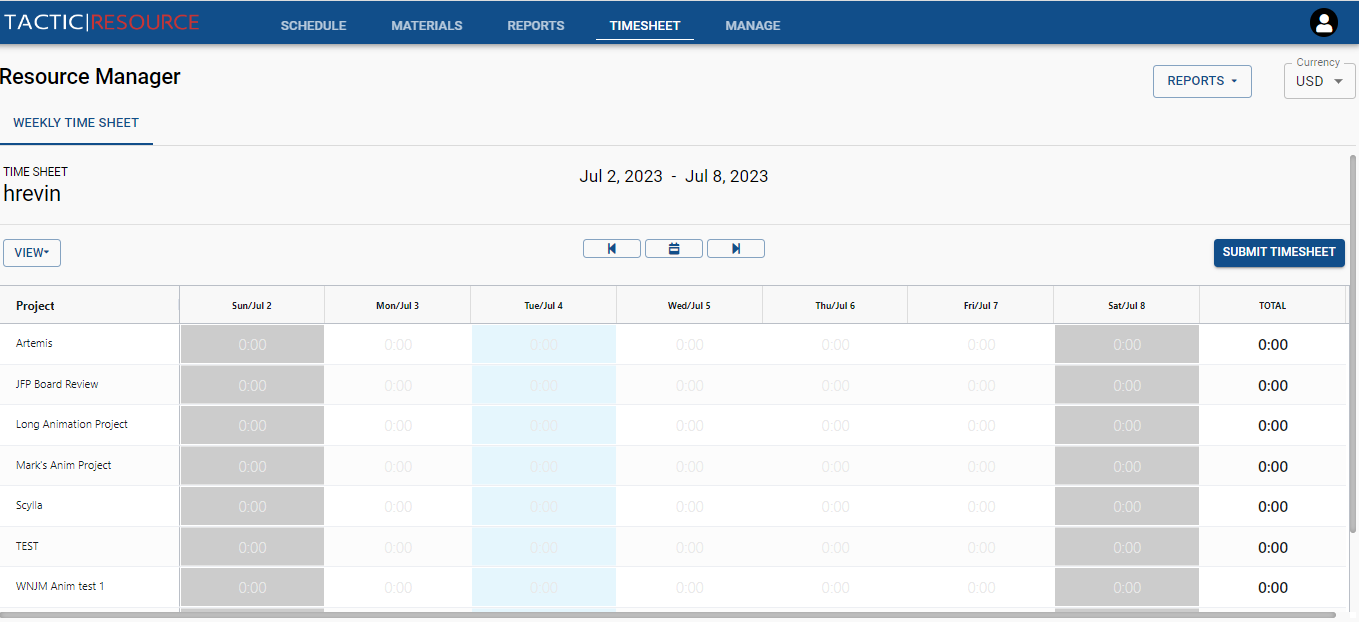 TACTIC|RESOURCE SCHEDULE MATERIALS REPORTS TIMESHEET MANAGE
Resource Manager
REPORTS
Currency
USD
WEEKLY TIME SHEET
TIME SHEET
hrevin
Jul 2, 2023 - Jul 8, 2023
VIEW
SUBMIT TIMESHEET
Project Sun/Jul 2 Mon/Jul 3 Tue/Jul 4 Wed/Jul 5 Thu/Jul 6 Fri/Jul 7 Sat/Jul 8 TOTAL
Artemis 0:00 0:00 0:00 0:00 0:00 0:00 0:00 0:00
JFP Board Review 0:00 0:00 0:00 0:00 0:00 0:00 0:00 0:00
Long Animation Project 0:00 0:00 0:00 0:00 0:00 0:00 0:00 0:00
Mark's Anim Project 0:00 0:00 0:00 0:00 0:00 0:00 0:00 0:00
Scylla 0:00 0:00 0:00 0:00 0:00 0:00 0:00 0:00
TEST 0:00 0:00 0:00 0:00 0:00 0:00 0:00 0:00
WNJM Anim test 1 0:00 0:00 0:00 0:00 0:00 0:00 0:00 0:00